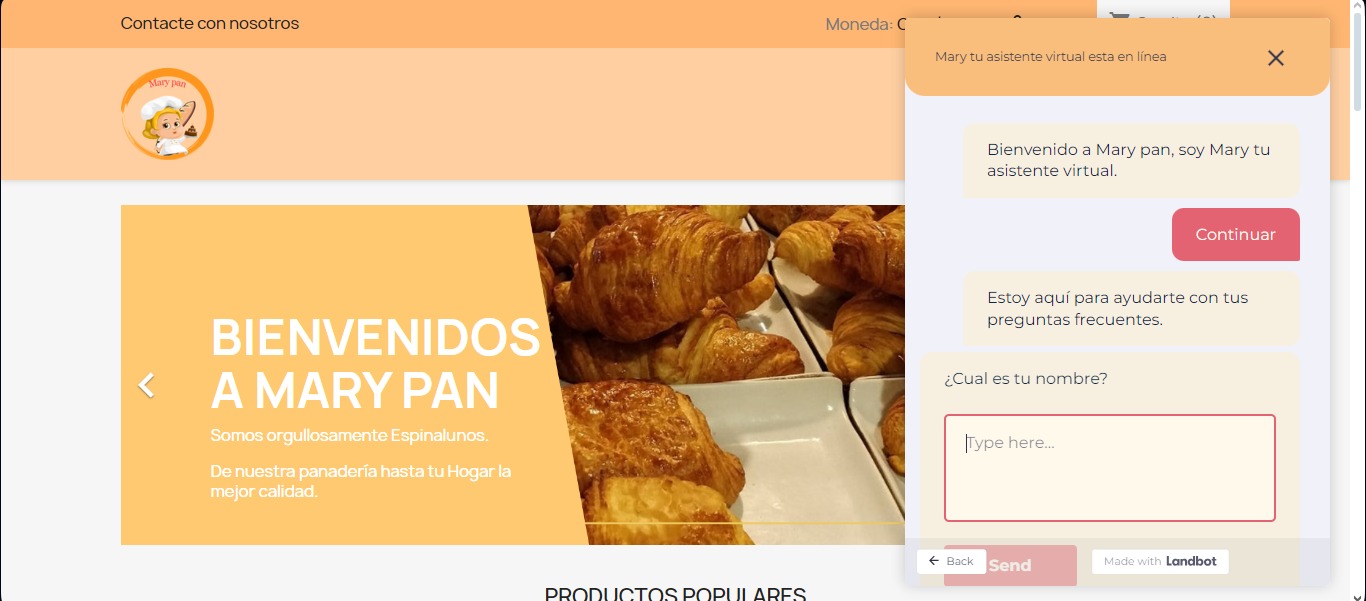 Contacte con nosotros
Moneda:
Mary pan
BIENVENIDOS
A MARY PAN
Somos orgullosamente Espinalunos.
De nuestra panadería hasta tu Hogar la
mejor calidad.
PRODUCTOS POPULARES
Mary tu asistente virtual esta en línea
Bienvenido a Mary pan, soy Mary tu
asistente virtual.
Continuar
Estoy aquí para ayudarte con tus
preguntas frecuentes.
¿Cual es tu nombre?
Type here...
Send
Back
Made with Landbot